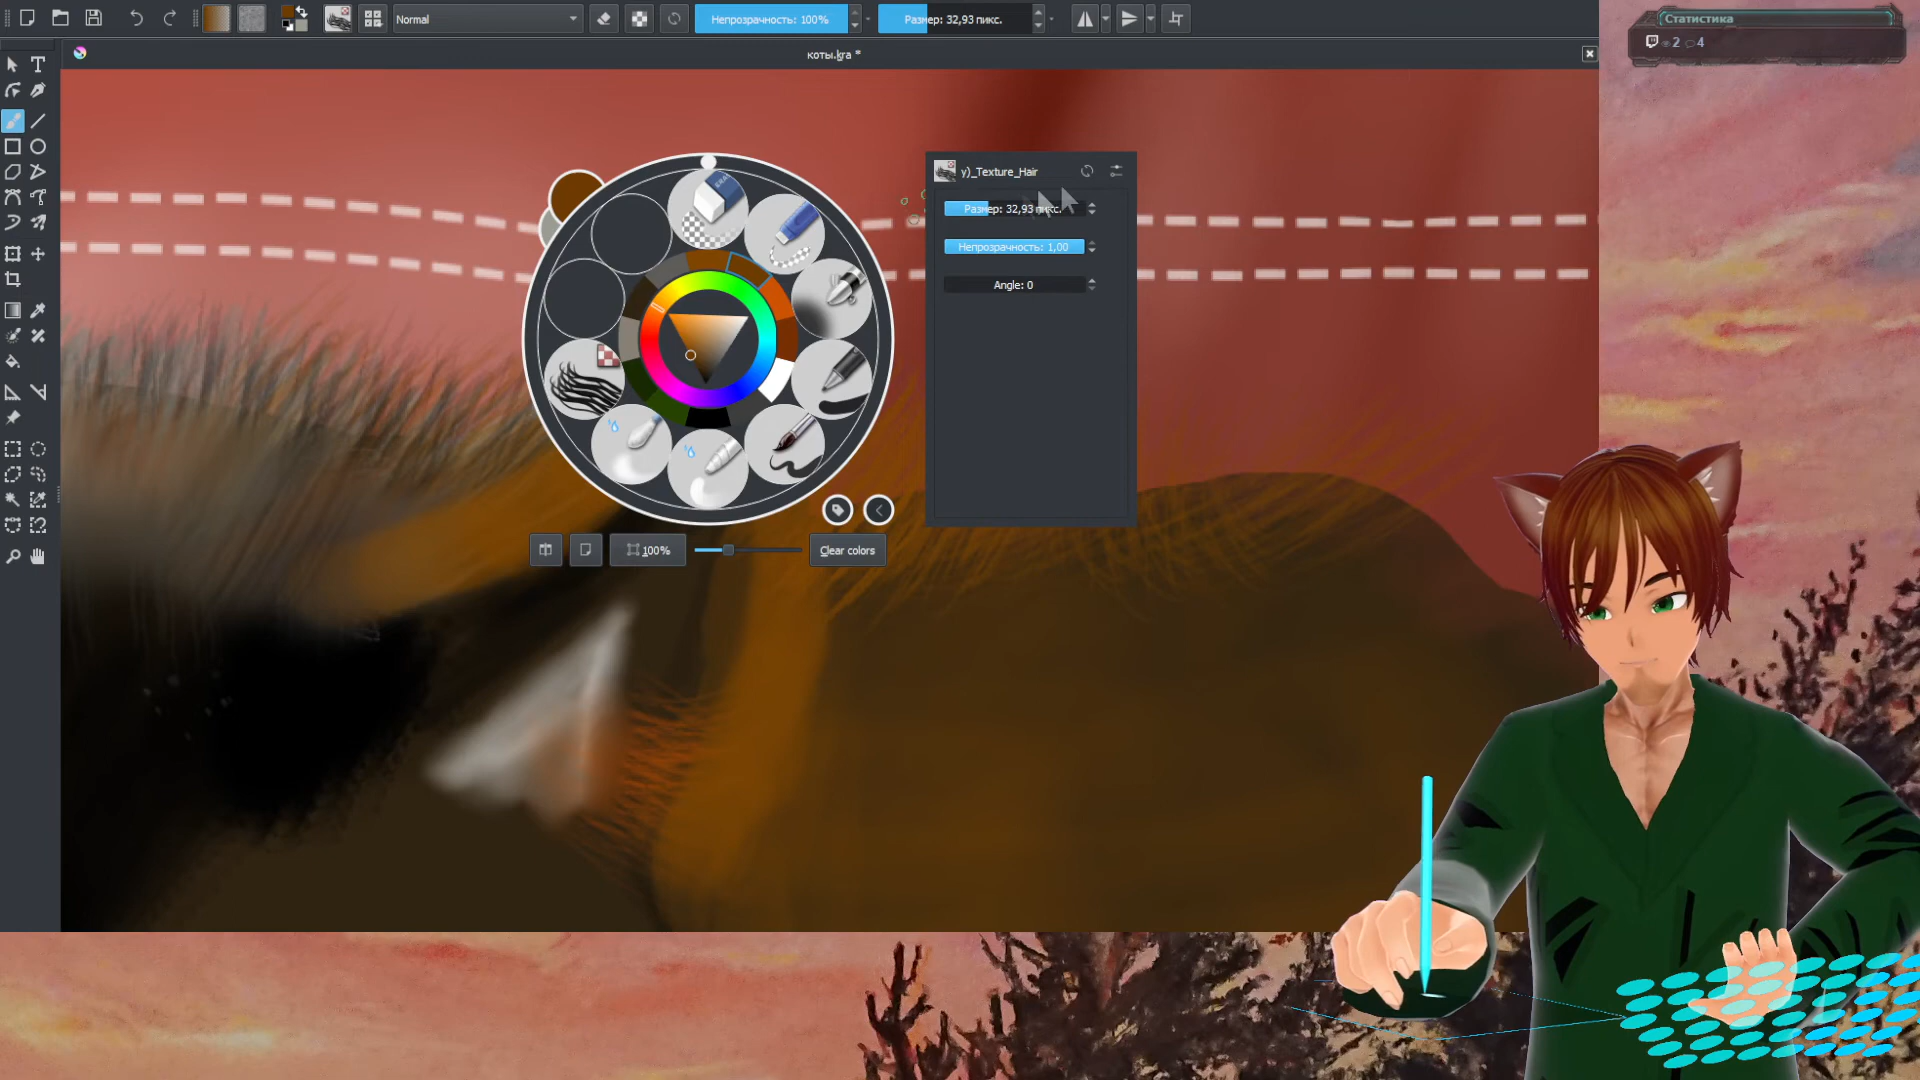 Normal
Непрозрачность: 100%
Размер: 32,93 пикс.
Статистика
2 4
коты.kra *
y)_Texture_Hair
Размер: 32,93 пикс.
Непрозрачность: 1,00
Angle: 0
100%
Clear colors